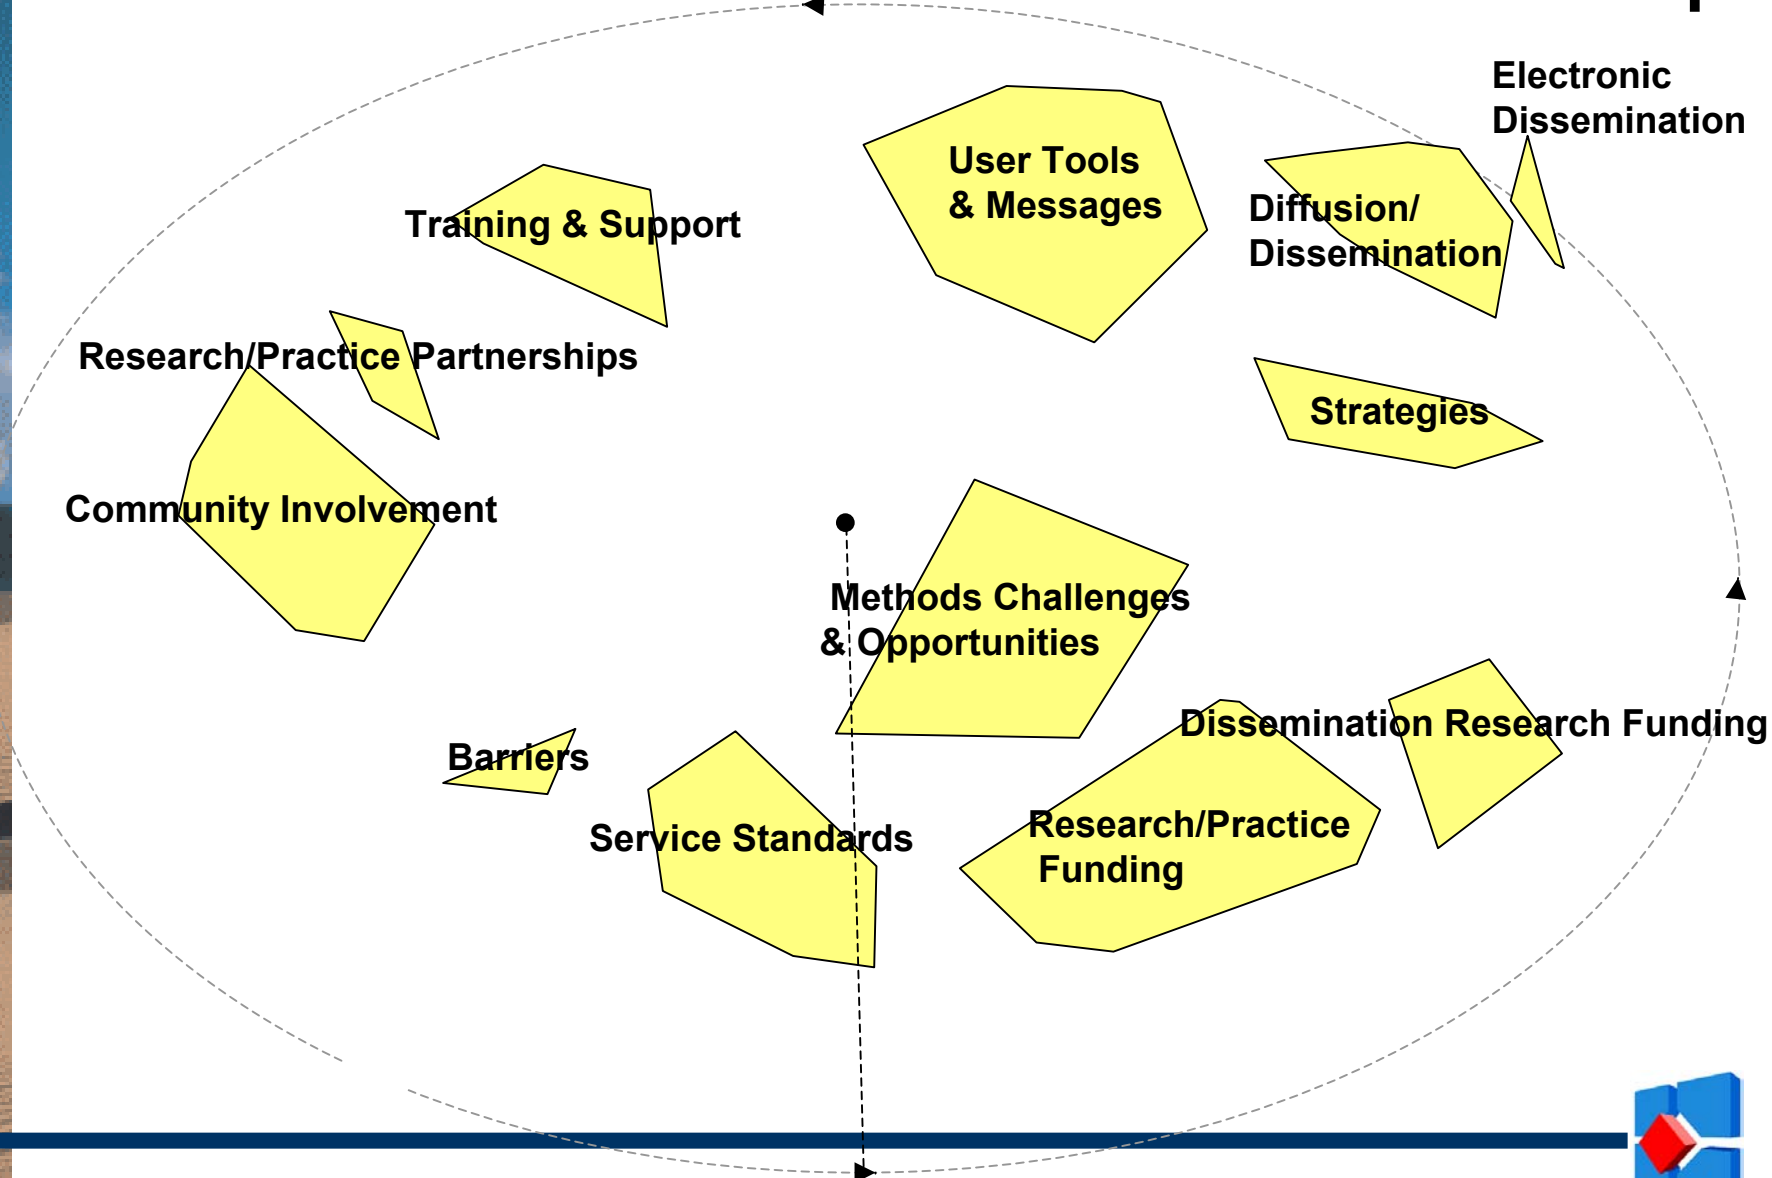 Electronic
Dissemination
User Tools
& Messages
Diffusion/
Dissemination
Training & Support
Research/Practice Partnerships
Strategies
Community Involvement
Methods Challenges
& Opportunities
Dissemination Research Funding
Barriers
Service Standards
Research/Practice
Funding